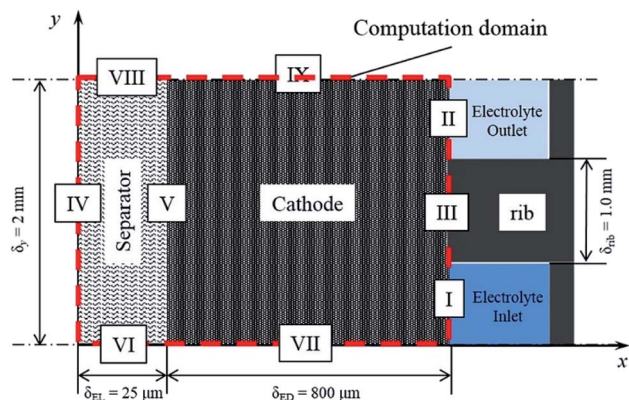 y
Computation domain
VIII
IX
II
Electrolyte
Outlet
δy = 2 mm
IV
Separator
V
Cathode
III
rib
δrib = 1.0 mm
I
Electrolyte
Inlet
VI
VII
x
δEL = 25 μm
δED = 800 μm